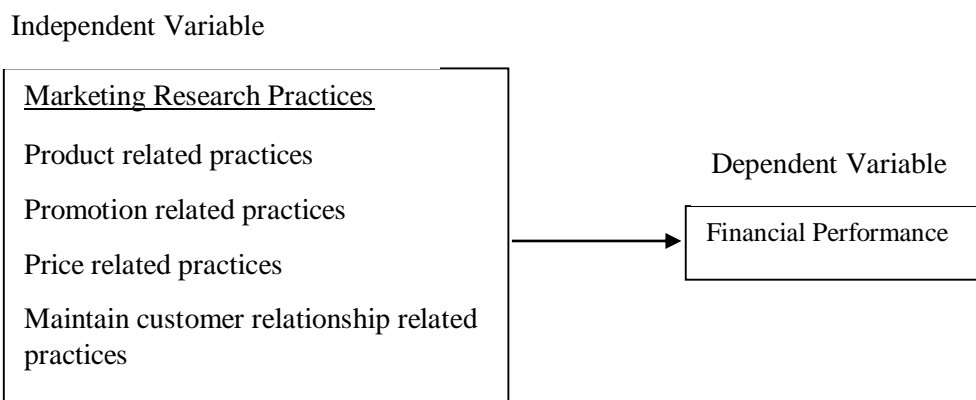 Independent Variable
Marketing Research Practices
Product related practices
Promotion related practices
Price related practices
Maintain customer relationship related
practices
Dependent Variable
Financial Performance